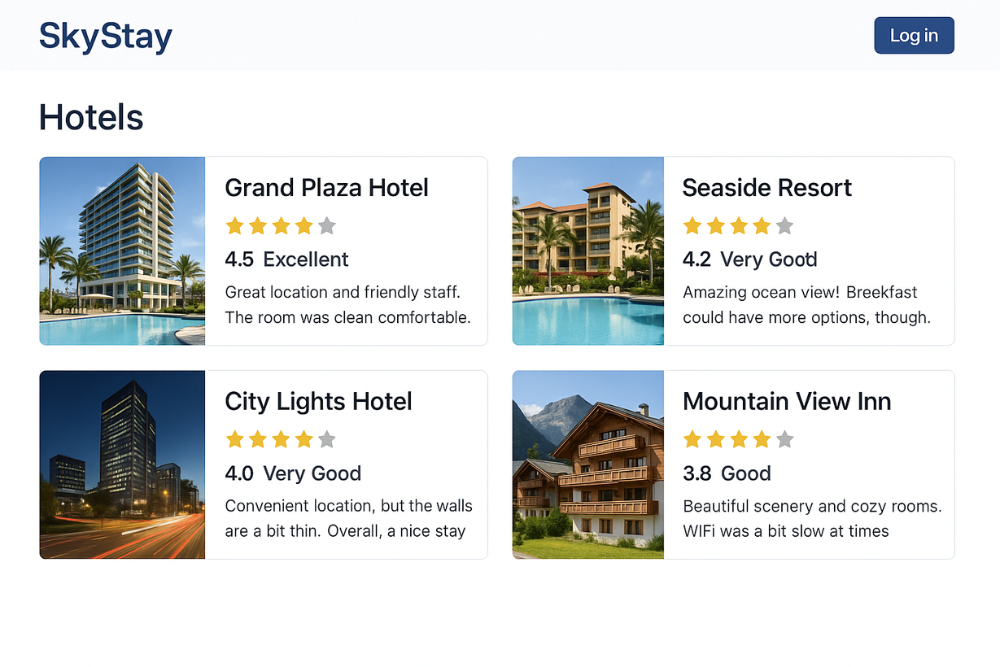 SkyStay
Log in
Hotels
Grand Plaza Hotel
4.5 Excellent
Great location and friendly staff.
The room was clean comfortable.
Seaside Resort
4.2 Very Good
Amazing ocean view! Breekfast
could have more options, though.
City Lights Hotel
4.0 Very Good
Convenient location, but the walls
are a bit thin. Overall, a nice stay
Mountain View Inn
3.8 Good
Beautiful scenery and cozy rooms.
WIFi was a bit slow at times